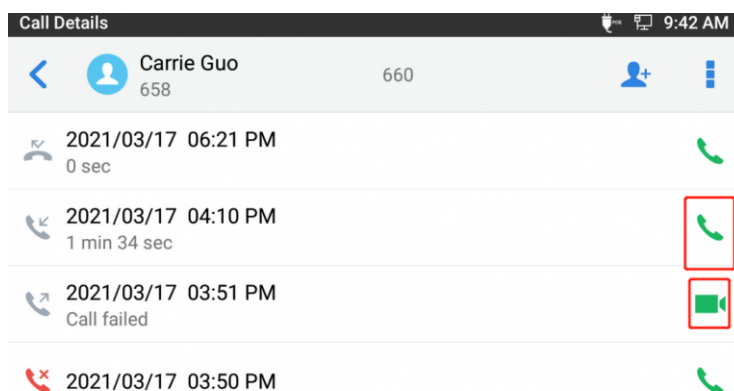 Call Details
POE 9:42 AM
Carrie Guo
658
660
2021/03/17 06:21 PM
0 sec
2021/03/17 04:10 PM
1 min 34 sec
2021/03/17 03:51 PM
Call failed
2021/03/17 03:50 PM